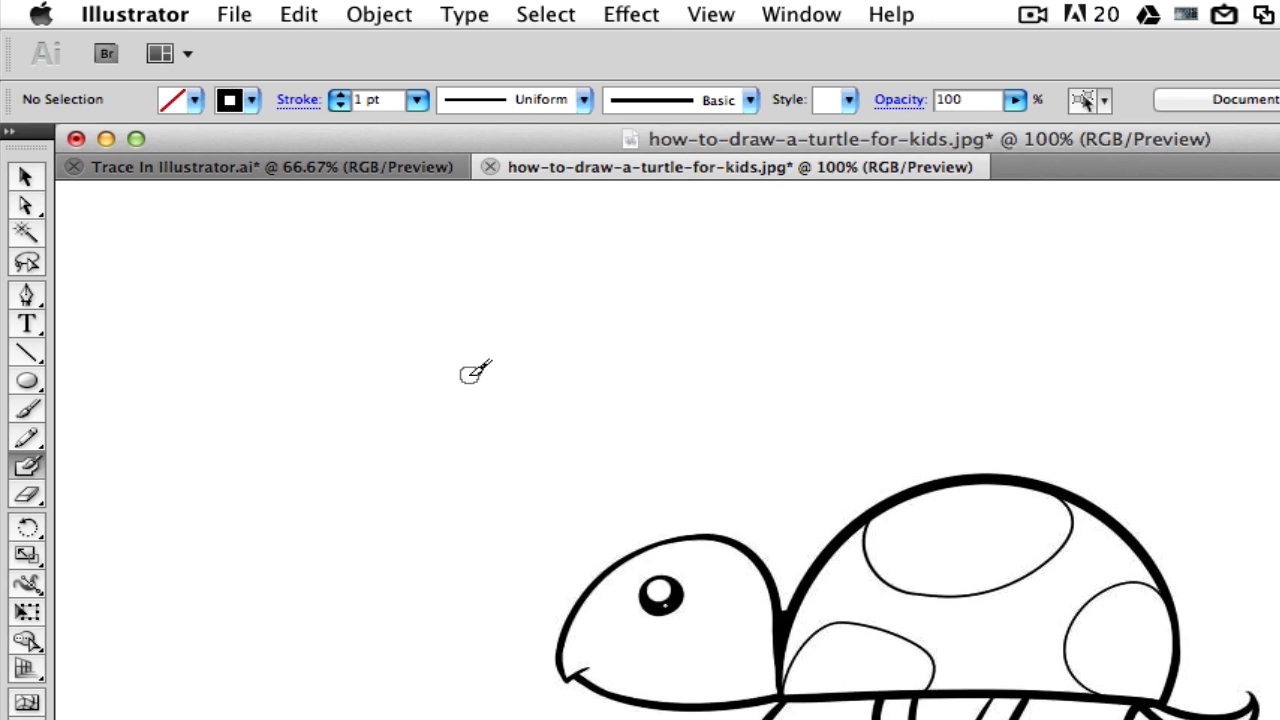 Illustrator File Edit Object Type Select Effect View Window Help 20
Ai Br
No Selection Stroke: 1 pt Uniform Basic Style: Opacity: 100 % Document
how-to-draw-a-turtle-for-kids.jpg* @ 100% (RGB/Preview)
Trace In Illustrator.ai* @ 66.67% (RGB/Preview) how-to-draw-a-turtle-for-kids.jpg* @ 100% (RGB/Preview)
T